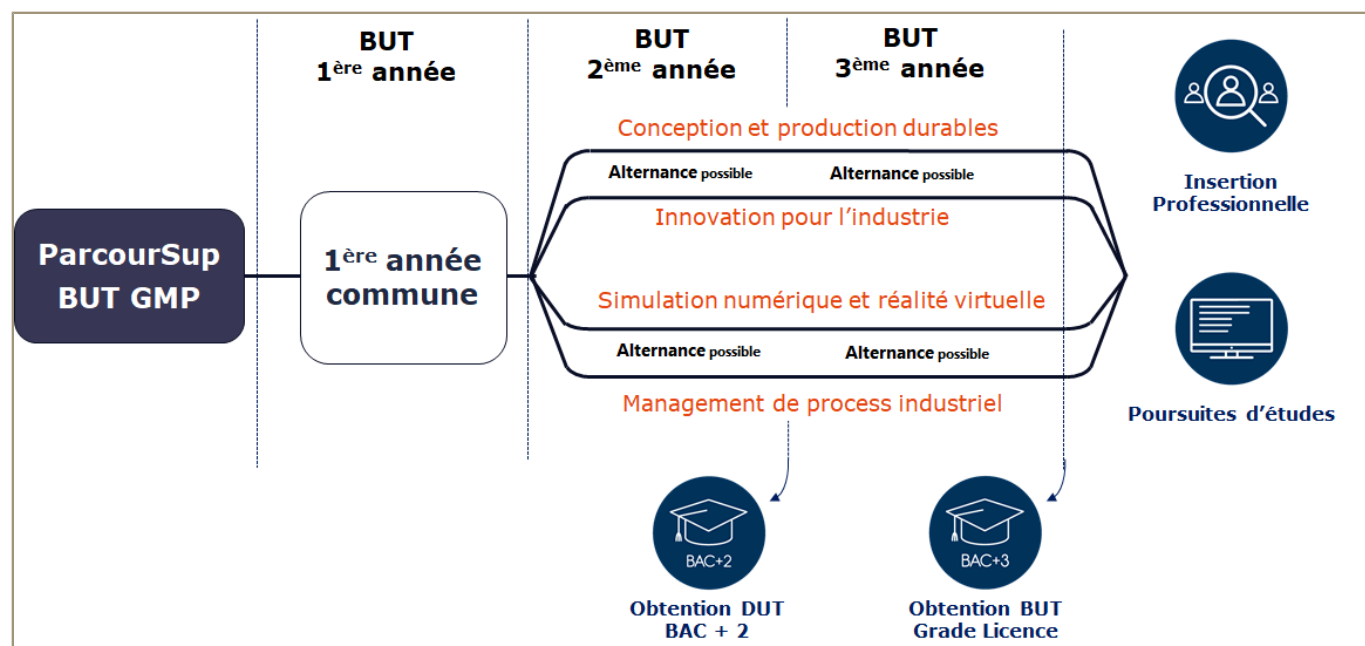 BUT
1ère année
BUT
2ème année
BUT
3ème année
Conception et production durables
Alternance possible
Alternance possible
Innovation pour l’industrie
ParcourSup
BUT GMP
1ère année
commune
Simulation numérique et réalité virtuelle
Alternance possible
Alternance possible
Management de process industriel
Insertion
Professionnelle
Poursuites d’études
BAC+2
Obtention DUT
BAC + 2
BAC+3
Obtention BUT
Grade Licence